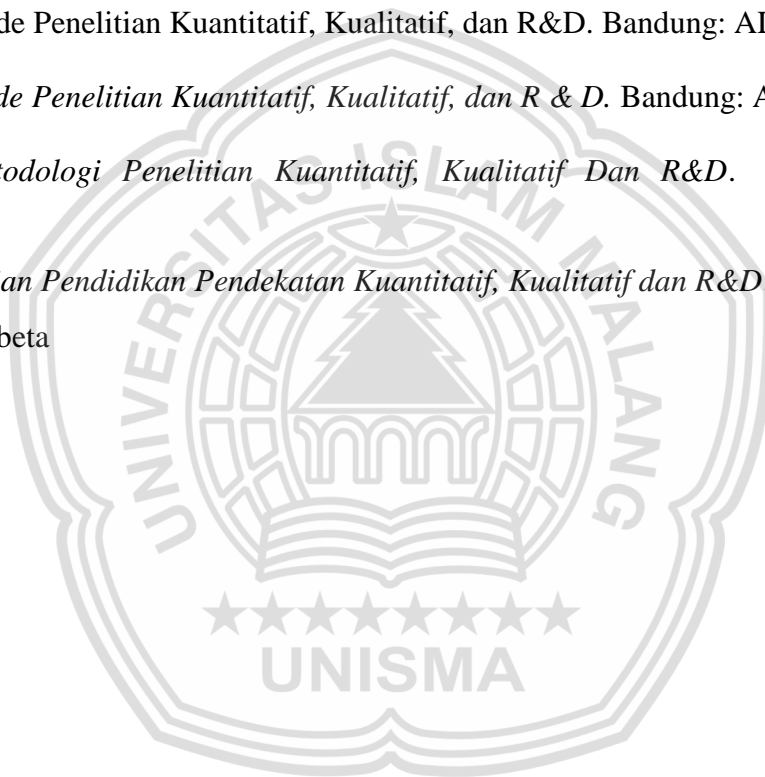 de Penelitian Kuantitatif, Kualitatif, dan R&D. Bandung:
de Penelitian Kuantitatif, Kualitatif, dan R & D. Bandung: A
todologi Penelitian Kuantitatif, Kualitatif Dan R&D.
an Pendidikan Pendekatan Kuantitatif, Kualitatif dan R&D
beta
UNIVERSITAS ISLAM MALANG
UNISMA